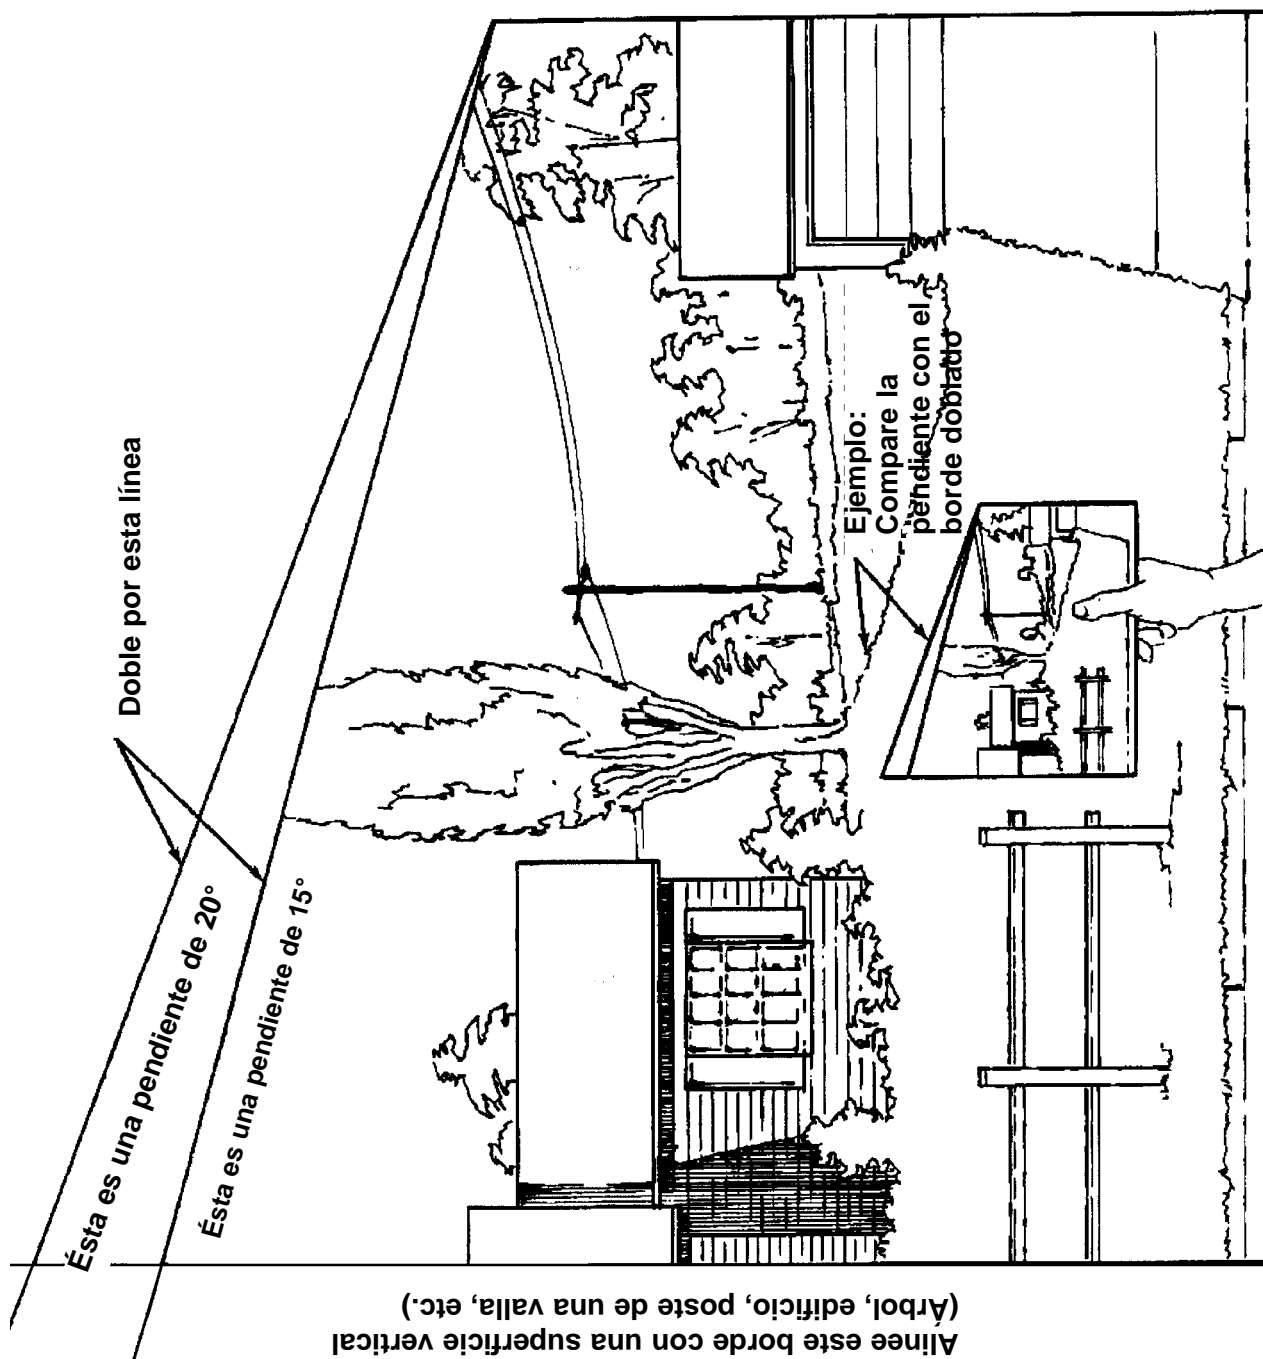 Doble por esta línea
Ésta es una pendiente de 20°
Ésta es una pendiente de 15°
Ejemplo:
Compare la
pendiente con el
borde doblado
Alinee este borde con una superficie vertical
(Árbol, edificio, poste de una valla, etc.)